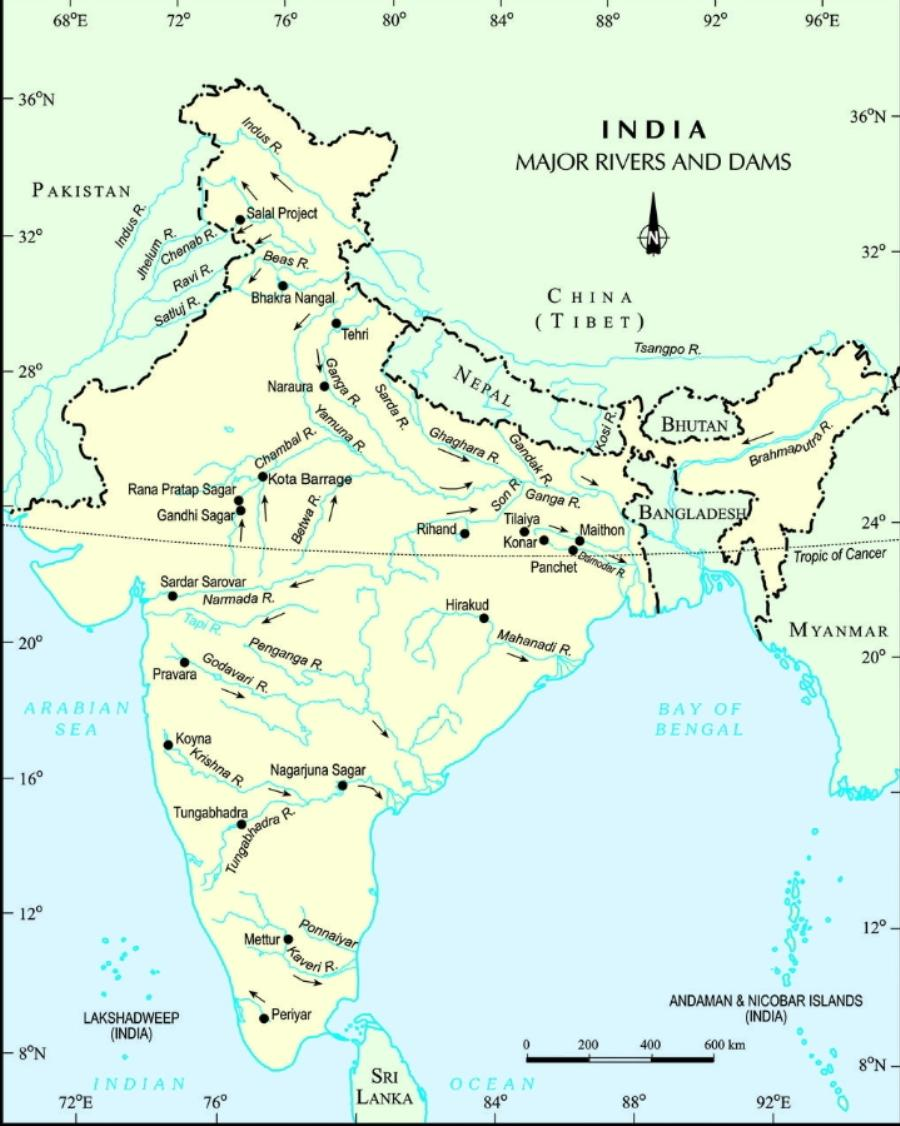 68°E 72° 76° 80° 84° 88° 92° 96°E
36°N
36°N
INDIA
MAJOR RIVERS AND DAMS
N
PAKISTAN
Indus R.
Indus R.
Salal Project
Jhelum R.
Chenab R.
32°
32°
Ravi R.
Beas R.
Satluj R.
Bhakra Nangal
CHINA
(TIBET)
Tehri
Tsangpo R.
28°
Naraura
Ganga R.
Sarda R.
NEPAL
Yamuna R.
Ghaghara R.
Gandak R.
Kosi R.
BHUTAN
Brahmaputra R.
Chambal R.
Kota Barrage
Rana Pratap Sagar
Gandhi Sagar
Betwa R.
Son R.
Ganga R.
BANGLADESH
24°
Rihand
Tilaiya
Maithon
Konar
Panchet
Damodar R.
Tropic of Cancer
Sardar Sarovar
Narmada R.
Tapi R.
Hirakud
Mahanadi R.
MYANMAR
20°
20°
Penganga R.
Pravara
Godavari R.
ARABIAN
SEA
BAY OF
BENGAL
Koyna
Krishna R.
Nagarjuna Sagar
16°
Tungabhadra
Tungabhadra R.
12°
12°
Ponnaiyar
Mettur
Kaveri R.
LAKSHADWEEP
(INDIA)
Periyar
ANDAMAN & NICOBAR ISLANDS
(INDIA)
0 200 400 600 km
8°N
8°N
INDIAN OCEAN
SRI
LANKA
72°E 76° 84° 88° 92°E